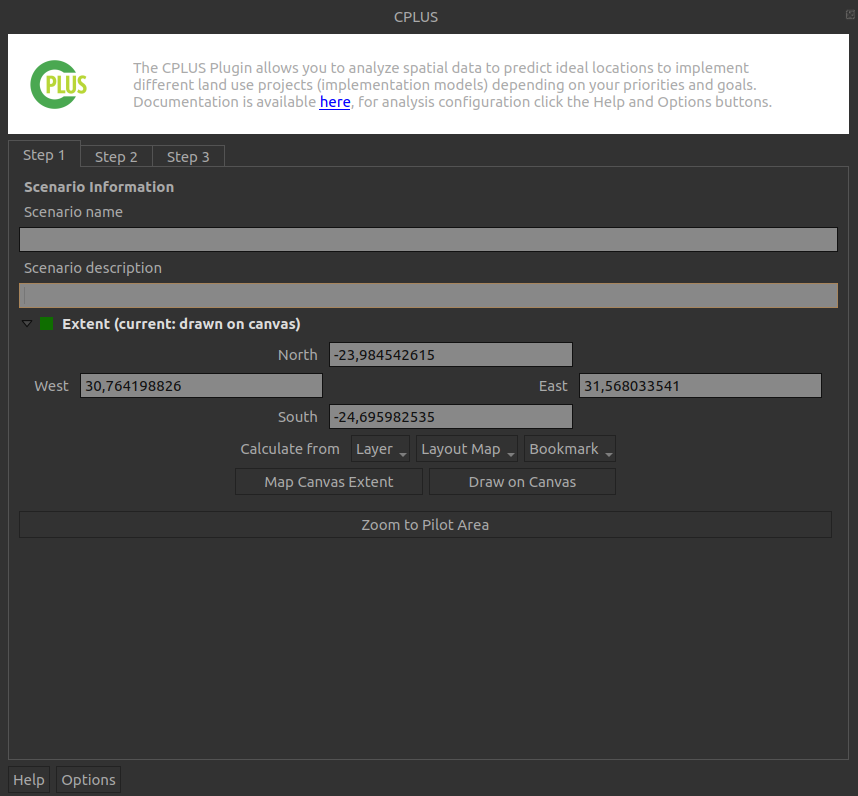 CPLUS
PLUS
The CPLUS Plugin allows you to analyze spatial data to predict ideal locations to implement
different land use projects (implementation models) depending on your priorities and goals.
Documentation is available here, for analysis configuration click the Help and Options buttons.
Step 1 Step 2 Step 3
Scenario Information
Scenario name
Scenario description
Extent (current: drawn on canvas)
North -23,984542615
West 30,764198826 East 31,568033541
South -24,695982535
Calculate from Layer Layout Map Bookmark
Map Canvas Extent Draw on Canvas
Zoom to Pilot Area
Help Options